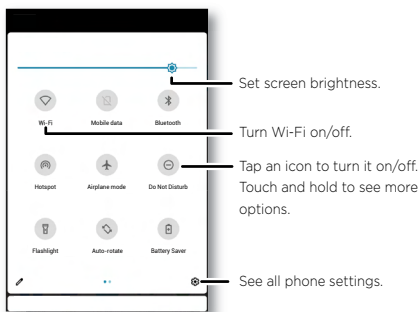 Set screen brightness.
Wi-Fi Mobile data Bluetooth
Turn Wi-Fi on/off.
Tap an icon to turn it on/off.
Touch and hold to see more
options.
Hotspot Airplane mode Do Not Disturb
Flashlight Auto-rotate Battery Saver
See all phone settings.